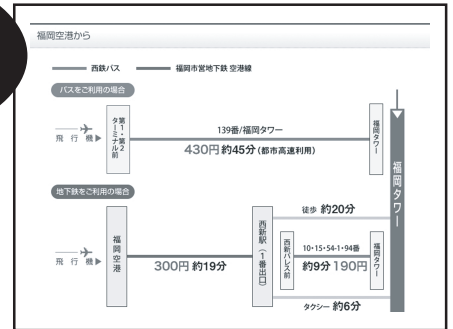 福岡空港から
西鉄バス
福岡市営地下鉄 空港線
バスをご利用の場合
飛行機
第1・第2
ターミナル前
139番/福岡タワー
430円 約45分(都市高速利用)
福岡タワー
福岡タワー
地下鉄をご利用の場合
飛行機
福岡空港
300円 約19分
西新駅(1番出口)
徒歩 約20分
西新パレス前
10・15・54-1・94番
約9分 190円
福岡タワー
タクシー 約6分